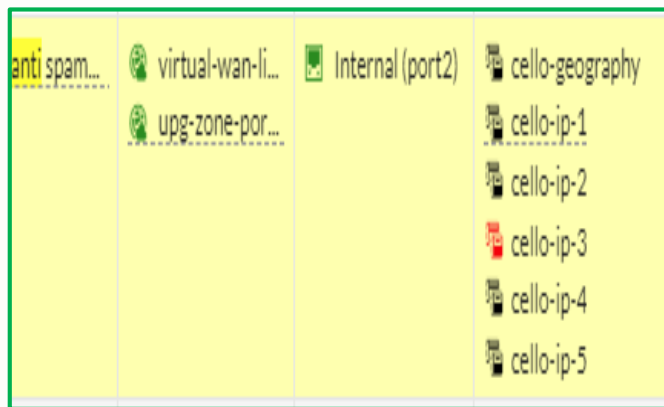 anti spam...
virtual-wan-li...
upg-zone-por...
Internal (port2)
cello-geography
cello-ip-1
cello-ip-2
cello-ip-3
cello-ip-4
cello-ip-5